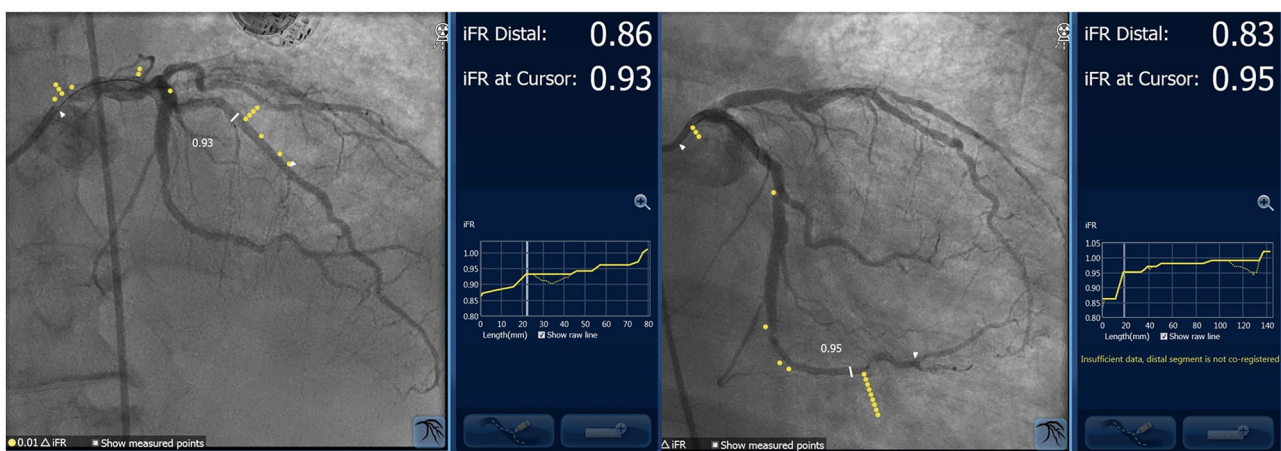 iFR Distal: 0.86
iFR at Cursor: 0.93
0.93
iFR
1.00
0.95
0.90
0.85
0.80
0 10 20 30 40 50 60 70 80
Length(mm) Show raw line
0.01 △ iFR Show measured points
iFR Distal: 0.83
iFR at Cursor: 0.95
0.95
iFR
1.05
1.00
0.95
0.90
0.85
0.80
0 20 40 60 80 100 120 140
Length(mm) Show raw line
Insufficient data, distal segment is not co-registered
△ iFR Show measured points